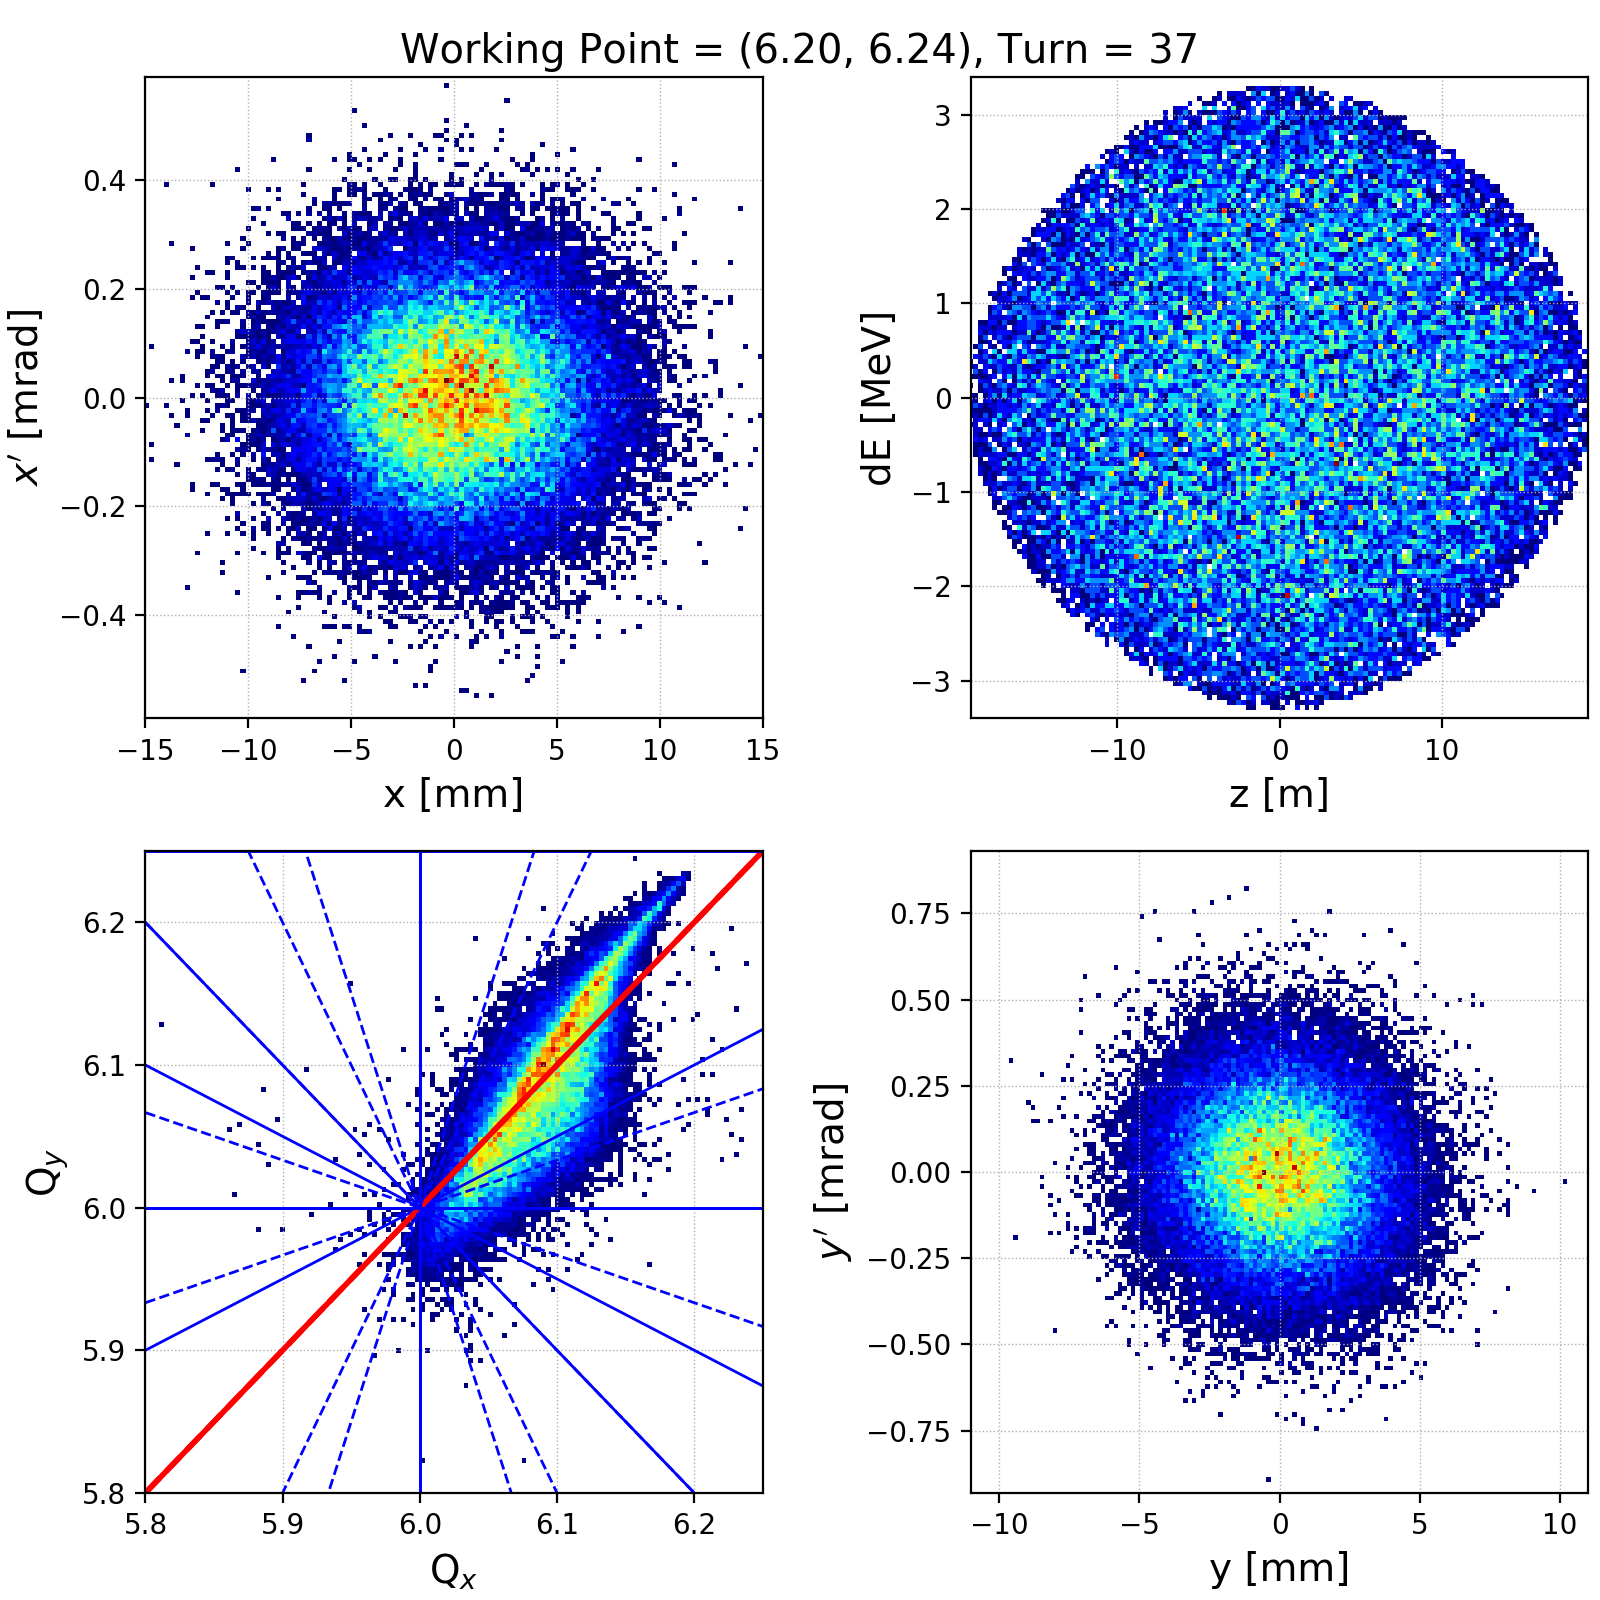 Working Point = (6.20, 6.24), Turn = 37
0.4
0.2
0.0
−0.2
−0.4
x′ [mrad]
−15 −10 −5 0 5 10 15
x [mm]
3
2
1
0
−1
−2
−3
dE [MeV]
−10 0 10
z [m]
6.2
6.1
6.0
5.9
5.8
Qy
5.8 5.9 6.0 6.1 6.2
Qx
0.75
0.50
0.25
0.00
−0.25
−0.50
−0.75
y′ [mrad]
−10 −5 0 5 10
y [mm]